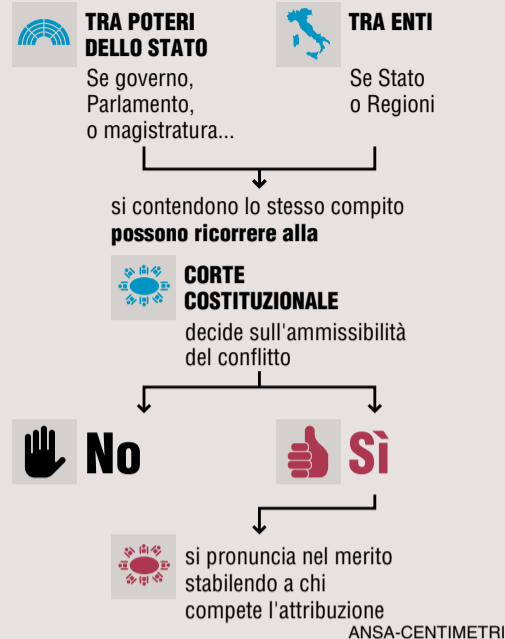 TRA POTERI
DELLO STATO
Se governo,
Parlamento,
o magistratura...
TRA ENTI
Se Stato
o Regioni
si contendono lo stesso compito
possono ricorrere alla
CORTE
COSTITUZIONALE
decide sull'ammissibilità
del conflitto
No
Sì
si pronuncia nel merito
stabilendo a chi
compete l'attribuzione
ANSA-CENTIMETRI